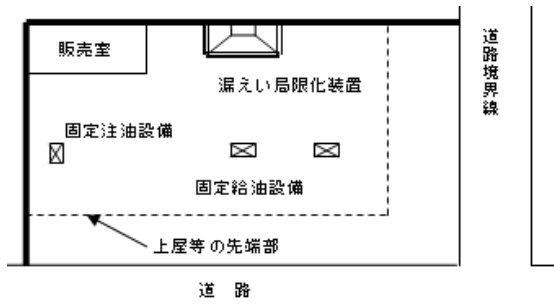 販売室
道路境界線
漏えい局限化装置
固定注油設備
固定給油設備
上屋等の先端部
道 路